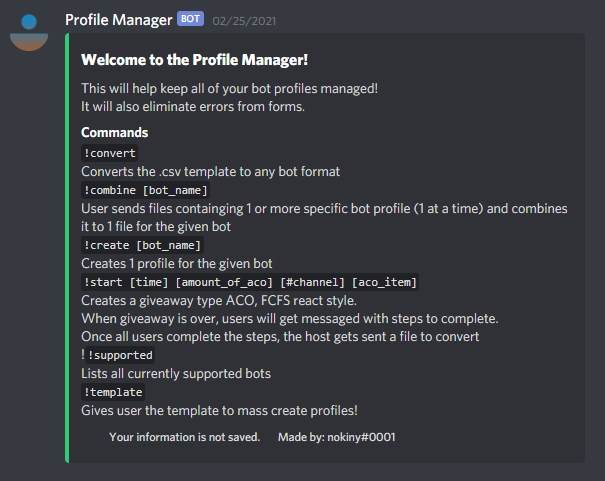 Profile Manager BOT 02/25/2021
Welcome to the Profile Manager!
This will help keep all of your bot profiles managed!
It will also eliminate errors from forms.
Commands
!convert
Converts the .csv template to any bot format
!combine [bot_name]
User sends files containging 1 or more specific bot profile (1 at a time) and combines
it to 1 file for the given bot
!create [bot_name]
Creates 1 profile for the given bot
!start [time] [amount_of_aco] [#channel] [aco_item]
Creates a giveaway type ACO, FCFS react style.
When giveaway is over, users will get messaged with steps to complete.
Once all users complete the steps, the host gets sent a file to convert
! !supported
Lists all currently supported bots
!template
Gives user the template to mass create profiles!
Your information is not saved. Made by: nokiny#0001